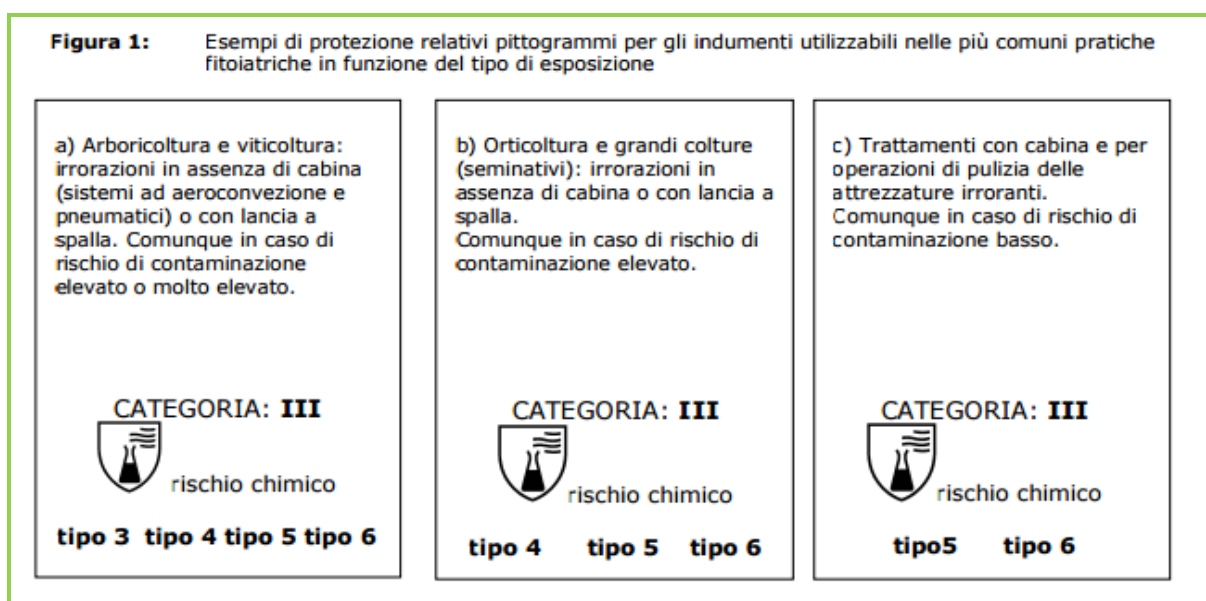 Figura 1: Esempi di protezione relativi pittogrammi per gli indumenti utilizzabili nelle più comuni pratiche
fitoiatriche in funzione del tipo di esposizione
a) Arboricoltura e viticoltura:
irrorazioni in assenza di cabina
(sistemi ad aeroconvezione e
pneumatici) o con lancia a
spalla. Comunque in caso di
rischio di contaminazione
elevato o molto elevato.
CATEGORIA: III
rischio chimico
tipo 3 tipo 4 tipo 5 tipo 6
b) Orticoltura e grandi colture
(seminativi): irrorazioni in
assenza di cabina o con lancia a
spalla.
Comunque in caso di rischio di
contaminazione elevato.
CATEGORIA: III
rischio chimico
tipo 4 tipo 5 tipo 6
c) Trattamenti con cabina e per
operazioni di pulizia delle
attrezzature irroranti.
Comunque in caso di rischio di
contaminazione basso.
CATEGORIA: III
rischio chimico
tipo5 tipo 6